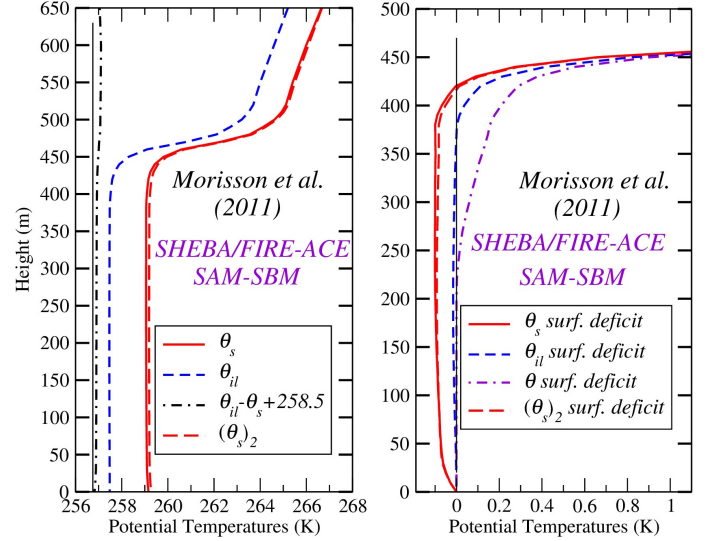 650
600
550
500
450
400
350
300
250
200
150
100
50
0
Height (m)
256 258 260 262 264 266 268
Potential Temperatures (K)
Morisson et al.
(2011)
SHEBA/FIRE-ACE
SAM-SBM
θs
θil
θil-θs+258.5
(θs)2
500
450
400
350
300
250
200
150
100
50
0
0 0.2 0.4 0.6 0.8 1
Potential Temperatures (K)
Morisson et al.
(2011)
SHEBA/FIRE-ACE
SAM-SBM
θs surf. deficit
θil surf. deficit
θ surf. deficit
(θs)2 surf. deficit